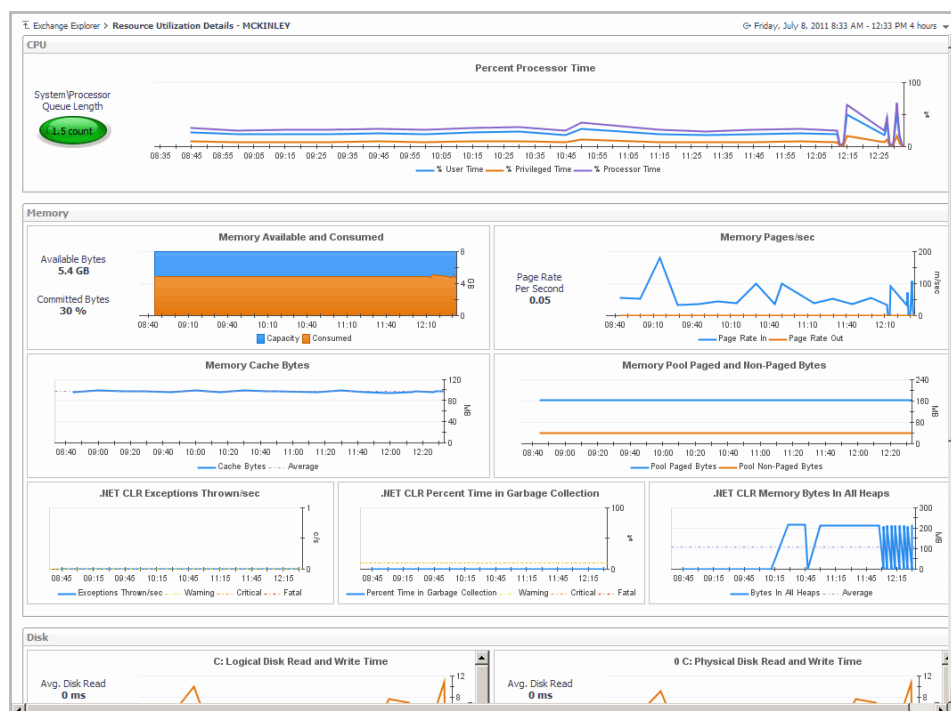 Exchange Explorer > Resource Utilization Details - MCKINLEY
Friday, July 8, 2011 8:33 AM - 12:33 PM 4 hours
CPU
Percent Processor Time
System\Processor
Queue Length
1.5 count
100
%
0
08:35 08:45 08:55 09:05 09:15 09:25 09:35 09:45 09:55 10:05 10:15 10:25 10:35 10:45 10:55 11:05 11:15 11:25 11:35 11:45 11:55 12:05 12:15 12:25
% User Time % Privileged Time % Processor Time
Memory
Memory Available and Consumed
Available Bytes
5.4 GB
Committed Bytes
30 %
8
4
0
GB
08:40 09:10 09:40 10:10 10:40 11:10 11:40 12:10
Capacity Consumed
Memory Pages/sec
Page Rate
Per Second
0.05
200
100
0
m/sec
08:40 09:10 09:40 10:10 10:40 11:10 11:40 12:10
Page Rate In Page Rate Out
Memory Cache Bytes
120
80
40
0
MB
08:40 09:00 09:20 09:40 10:00 10:20 10:40 11:00 11:20 11:40 12:00 12:20
Cache Bytes Average
Memory Pool Paged and Non-Paged Bytes
240
160
80
0
MB
08:40 09:00 09:20 09:40 10:00 10:20 10:40 11:00 11:20 11:40 12:00 12:20
Pool Paged Bytes Pool Non-Paged Bytes
.NET CLR Exceptions Thrown/sec
1
0
c/s
08:45 09:15 09:45 10:15 10:45 11:15 11:45 12:15
Exceptions Thrown/sec Warning Critical Fatal
.NET CLR Percent Time in Garbage Collection
100
0
%
08:45 09:15 09:45 10:15 10:45 11:15 11:45 12:15
Percent Time in Garbage Collection Warning Critical Fatal
.NET CLR Memory Bytes In All Heaps
300
200
100
0
MB
08:45 09:15 09:45 10:15 10:45 11:15 11:45 12:15
Bytes In All Heaps Average
Disk
C: Logical Disk Read and Write Time
Avg. Disk Read
0 ms
12
8
0 C: Physical Disk Read and Write Time
Avg. Disk Read
0 ms
12
8